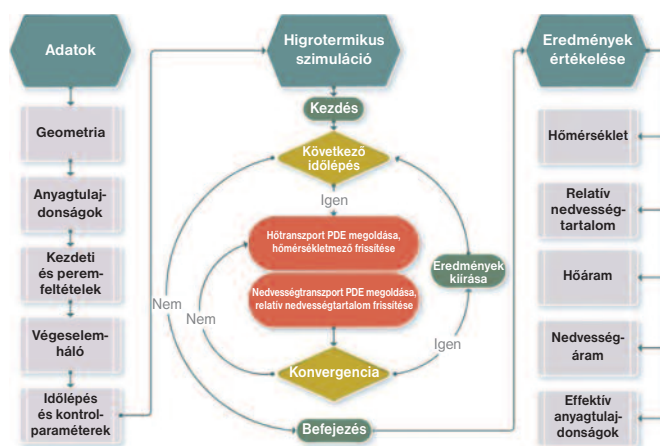 Adatok
Geometria
Anyagtulaj-
donságok
Kezdeti
és perem-
feltételek
Végeselem-
háló
Időlépés
és kontrol-
paraméterek
Higrotermikus
szimuláció
Kezdés
Következő
időlépés
Igen
Hőtranszport PDE megoldása,
hőmérsékletmező frissítése
Nedvességtranszport PDE megoldása,
relatív nedvességtartalom frissítése
Nem
Nem
Eredmények
kiírása
Igen
Konvergencia
Befejezés
Eredmények
értékelése
Hőmérséklet
Relatív
nedvesség-
tartalom
Hőáram
Nedvesség-
áram
Effektív
anyagtulaj-
donságok